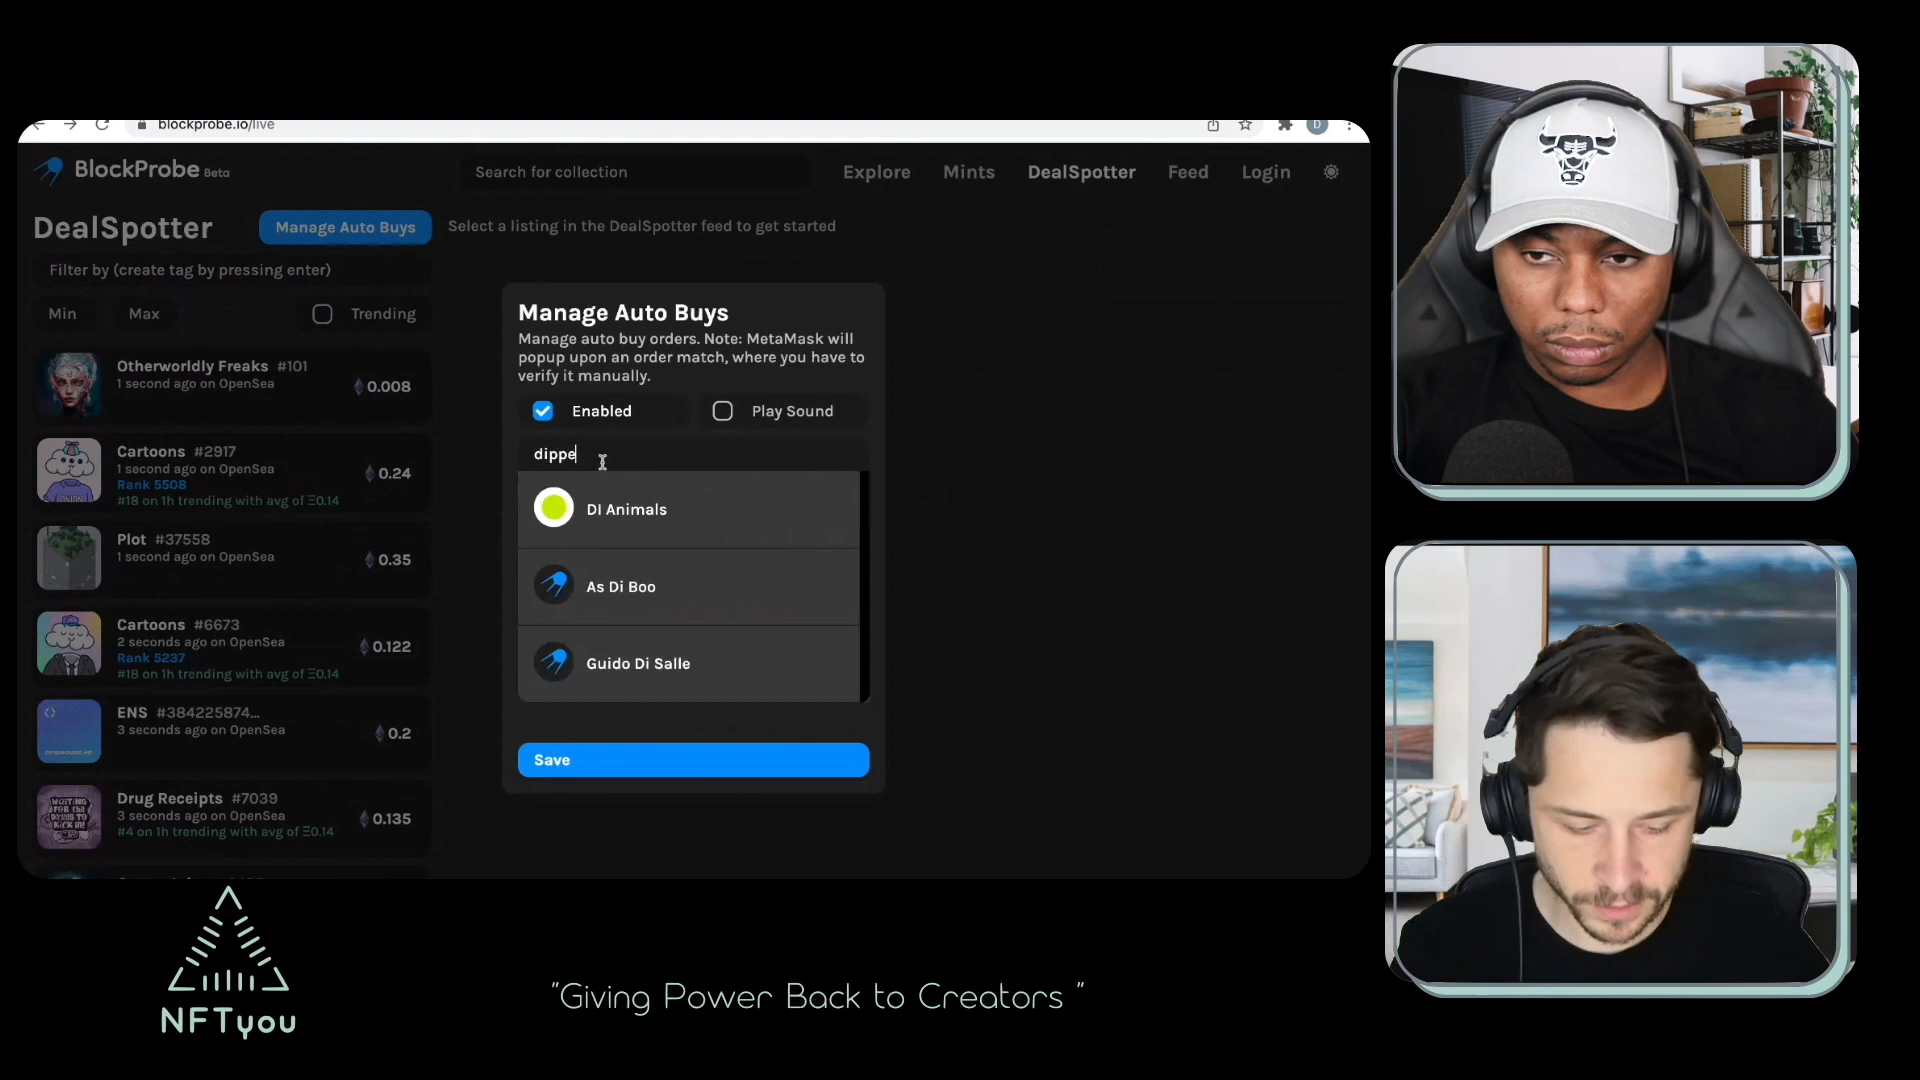 blockprobe.io/live
D
BlockProbe Beta
Search for collection
Explore
Mints
DealSpotter
Feed
Login
DealSpotter
Manage Auto Buys
Select a listing in the DealSpotter feed to get started
Filter by (create tag by pressing enter)
Min
Max
Trending
Otherworldly Freaks #101
1 second ago on OpenSea
0.008
Cartoons #2917
1 second ago on OpenSea
Rank 5508
#18 on 1h trending with avg of Ξ0.14
0.24
Plot #37558
1 second ago on OpenSea
0.35
Cartoons #6673
2 seconds ago on OpenSea
Rank 5237
#18 on 1h trending with avg of Ξ0.14
0.122
ENS #384225874...
3 seconds ago on OpenSea
0.2
WAITING
FOR the
DRUGS TO
KICK IN!
Drug Receipts #7039
3 seconds ago on OpenSea
#4 on 1h trending with avg of Ξ0.14
0.135
Manage Auto Buys
Manage auto buy orders. Note: MetaMask will
popup upon an order match, where you have to
verify it manually.
Enabled
Play Sound
dippe
DI Animals
As Di Boo
Guido Di Salle
Save
NFTyou
"Giving Power Back to Creators "